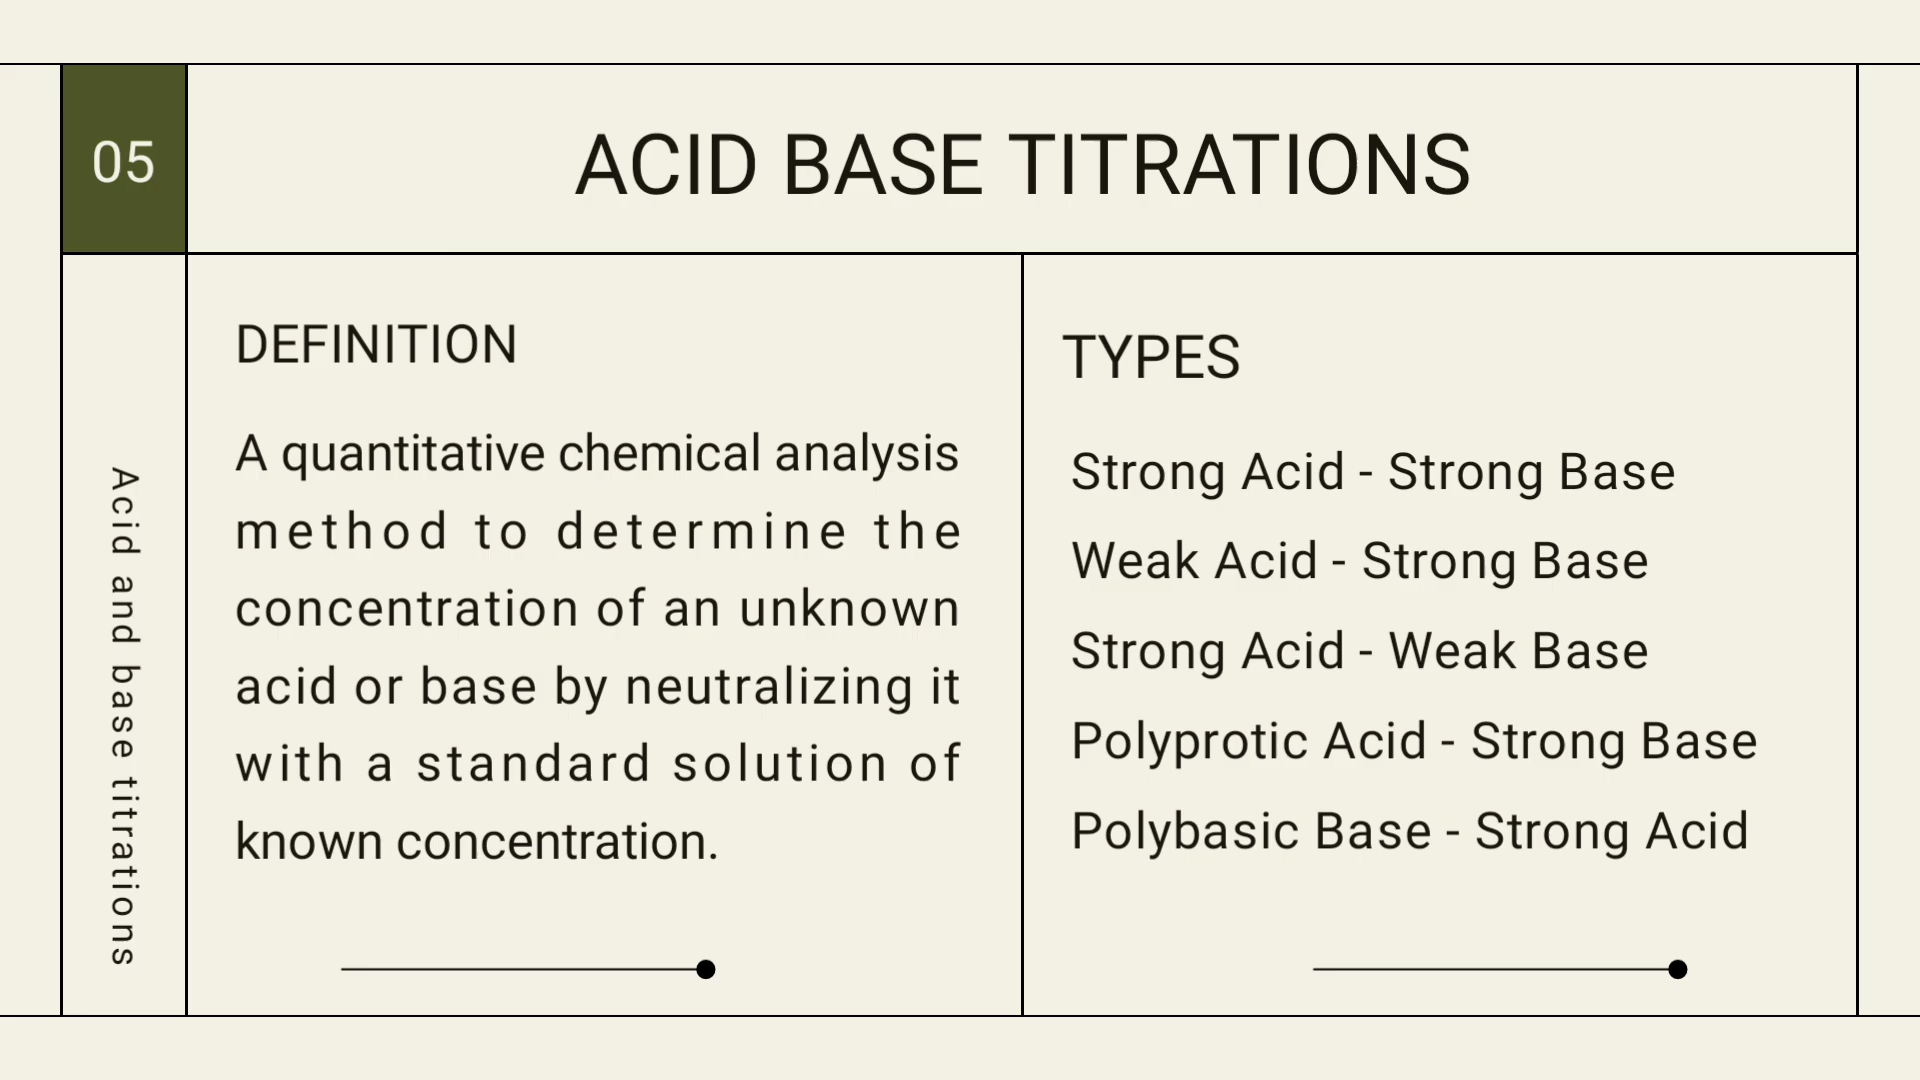 05
ACID BASE TITRATIONS
Acid and base titrations
DEFINITION
A quantitative chemical analysis
method to determine the
concentration of an unknown
acid or base by neutralizing it
with a standard solution of
known concentration.
TYPES
Strong Acid - Strong Base
Weak Acid - Strong Base
Strong Acid - Weak Base
Polyprotic Acid - Strong Base
Polybasic Base - Strong Acid